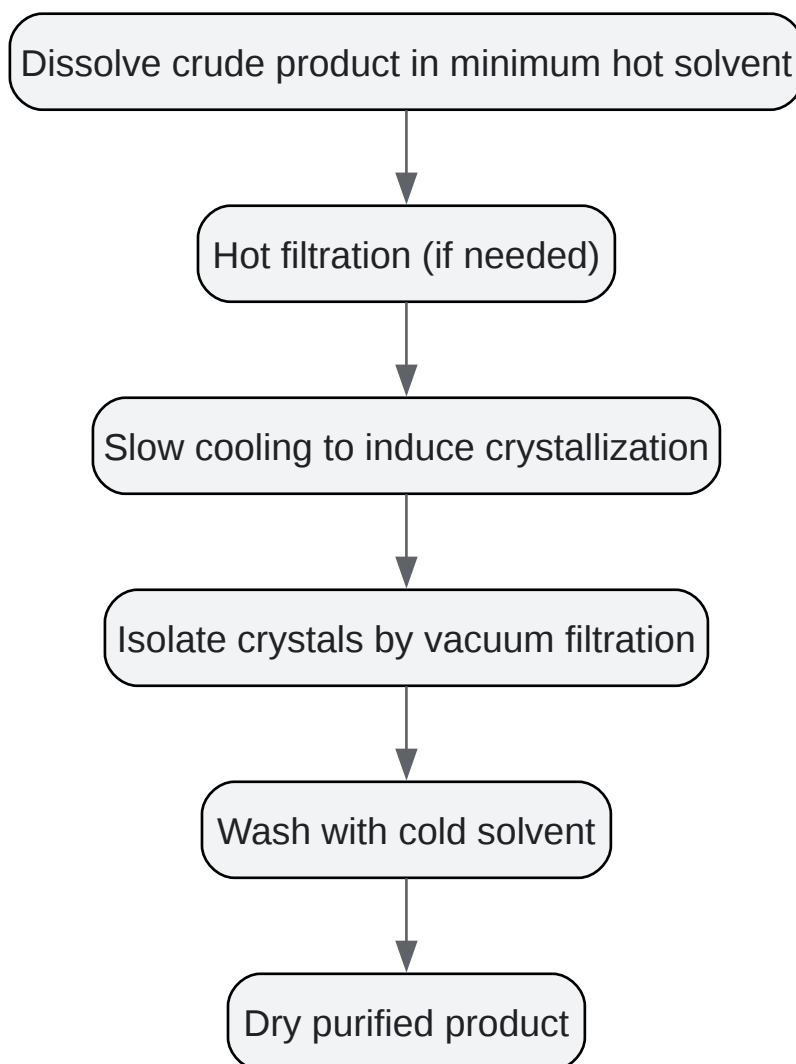 Dissolve crude product in minimum hot solvent
Hot filtration (if needed)
Slow cooling to induce crystallization
Isolate crystals by vacuum filtration
Wash with cold solvent
Dry purified product